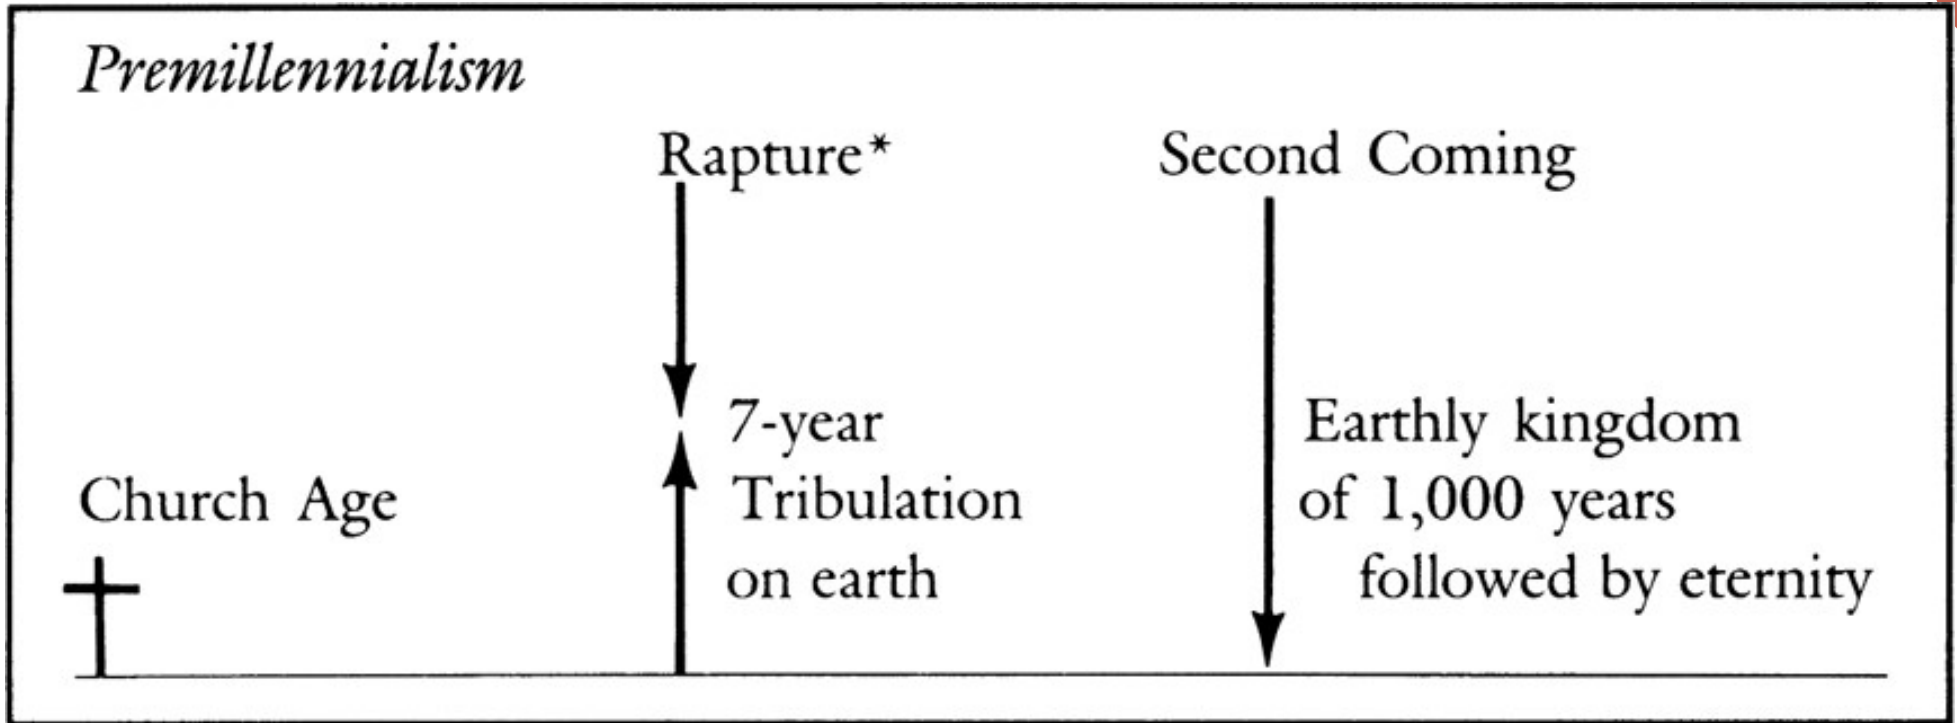 Premillennialism
Rapture*
Second Coming
Church Age
7-year
Tribulation
on earth
Earthly kingdom
of 1,000 years
followed by eternity